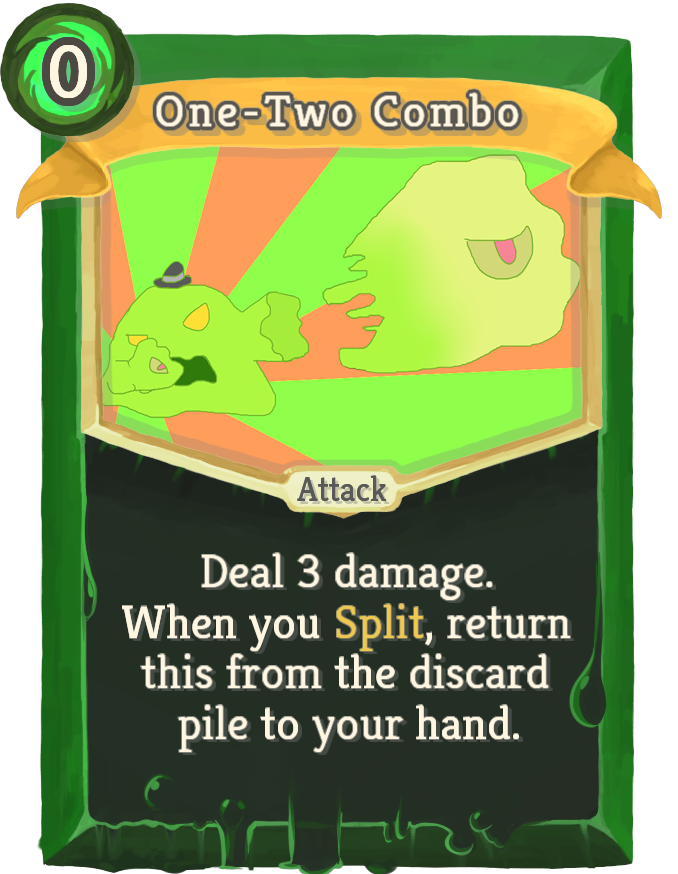 0
One-Two Combo
Attack
Deal 3 damage.
When you Split, return
this from the discard
pile to your hand.